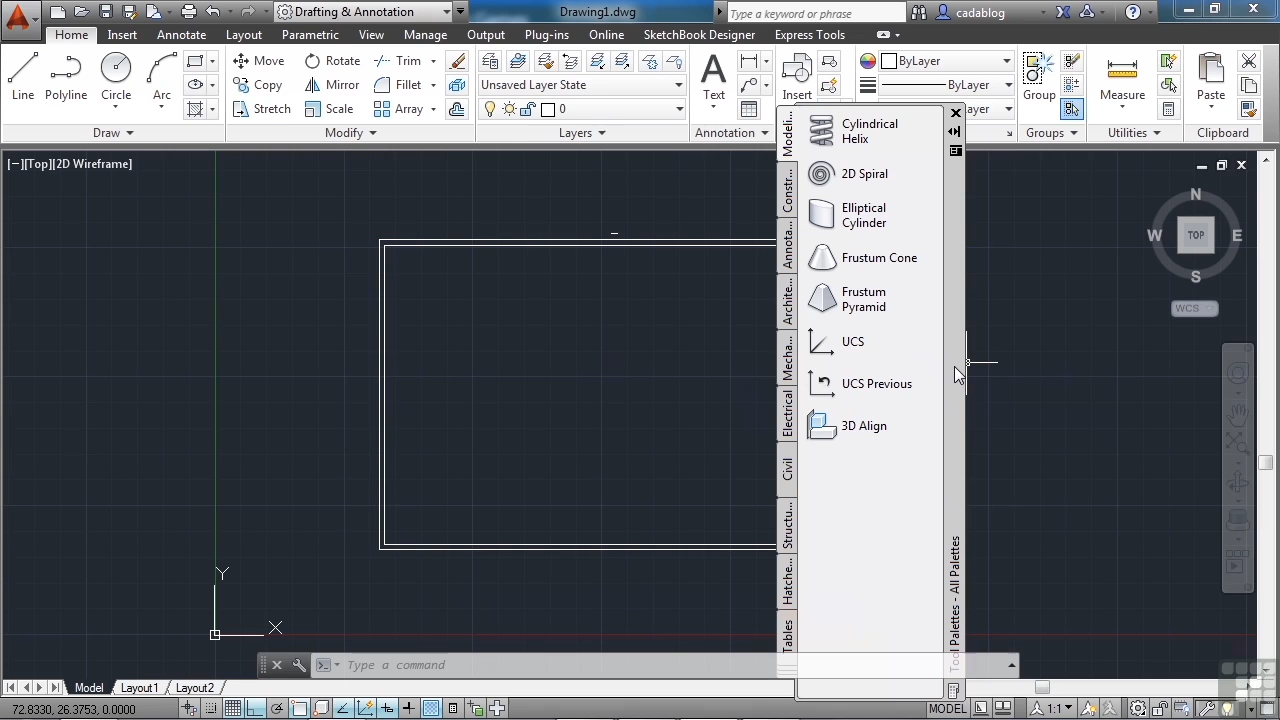 Drafting & Annotation
Drawing1.dwg
Type a keyword or phrase
cadablog
Home Insert Annotate Layout Parametric View Manage Output Plug-ins Online SketchBook Designer Express Tools
Line
Polyline
Circle
Arc
Draw
Move
Rotate
Trim
Copy
Mirror
Fillet
Stretch
Scale
Array
Modify
Unsaved Layer State
0
Layers
Text
Annotation
Insert
ByLayer
ByLayer
Layer
Group
Groups
Measure
Utilities
Paste
Clipboard
[−][Top][2D Wireframe]
N
W
TOP
E
S
WCS
Modeli...
Constr...
Annota...
Archite...
Mecha...
Electrical
Civil
Structu...
Hatche...
Tables
Cylindrical
Helix
2D Spiral
Elliptical
Cylinder
Frustum Cone
Frustum
Pyramid
UCS
UCS Previous
3D Align
Tool Palettes - All Palettes
Y
X
Type a command
Model Layout1 Layout2
72.8330, 26.3753, 0.0000
MODEL
1:1